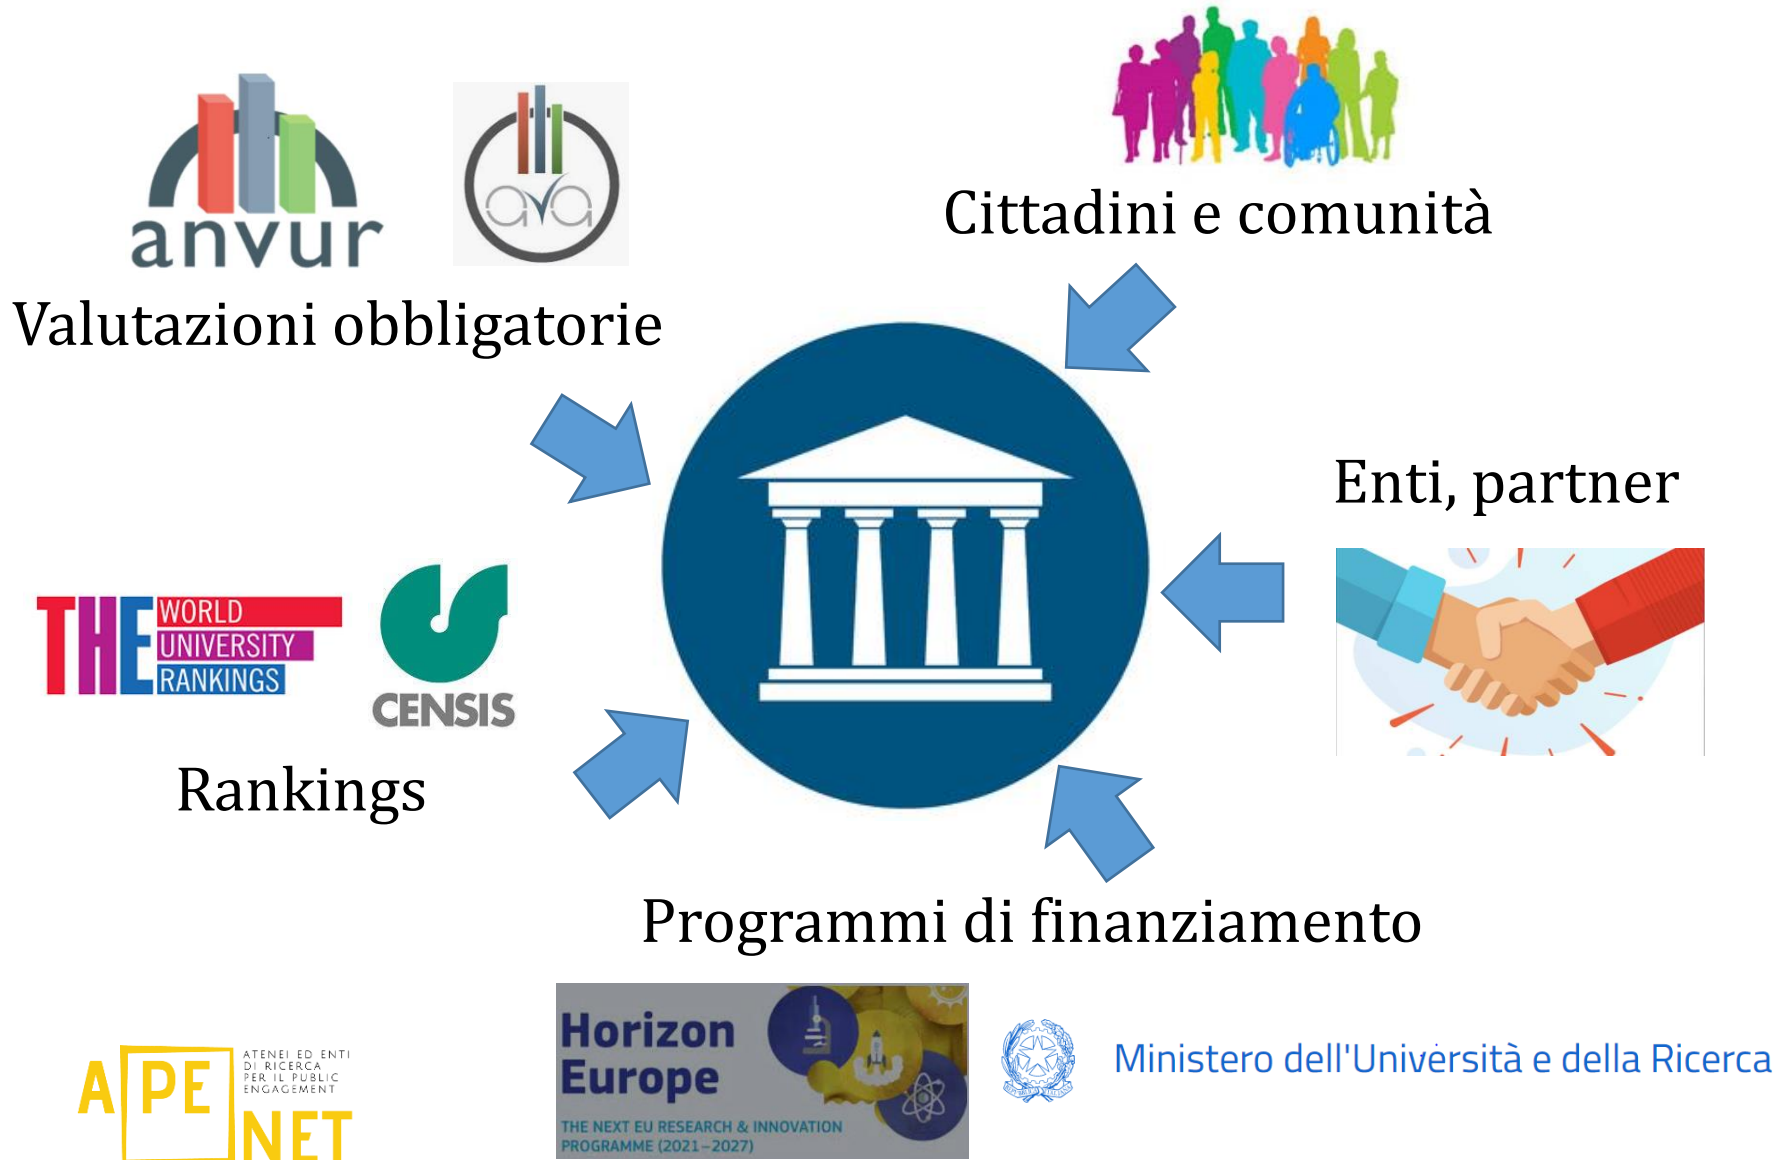 anvur
ava
Valutazioni obbligatorie
Cittadini e comunità
Enti, partner
THE WORLD
UNIVERSITY
RANKINGS
CENSIS
Rankings
Programmi di finanziamento
APE
NET
ATENEI ED ENTI
DI RICERCA
PER IL PUBLIC
ENGAGEMENT
Horizon
Europe
THE NEXT EU RESEARCH & INNOVATION
PROGRAMME (2021–2027)
Ministero dell'Università e della Ricerca